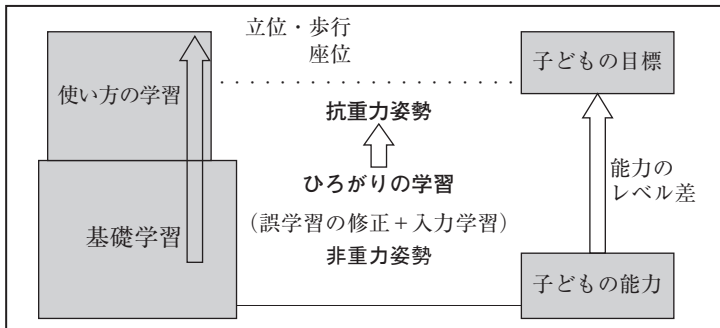 立位・歩行
座位
使い方の学習
子どもの目標
抗重力姿勢
ひろがりの学習
能力の
レベル差
基礎学習
（誤学習の修正＋入力学習）
非重力姿勢
子どもの能力